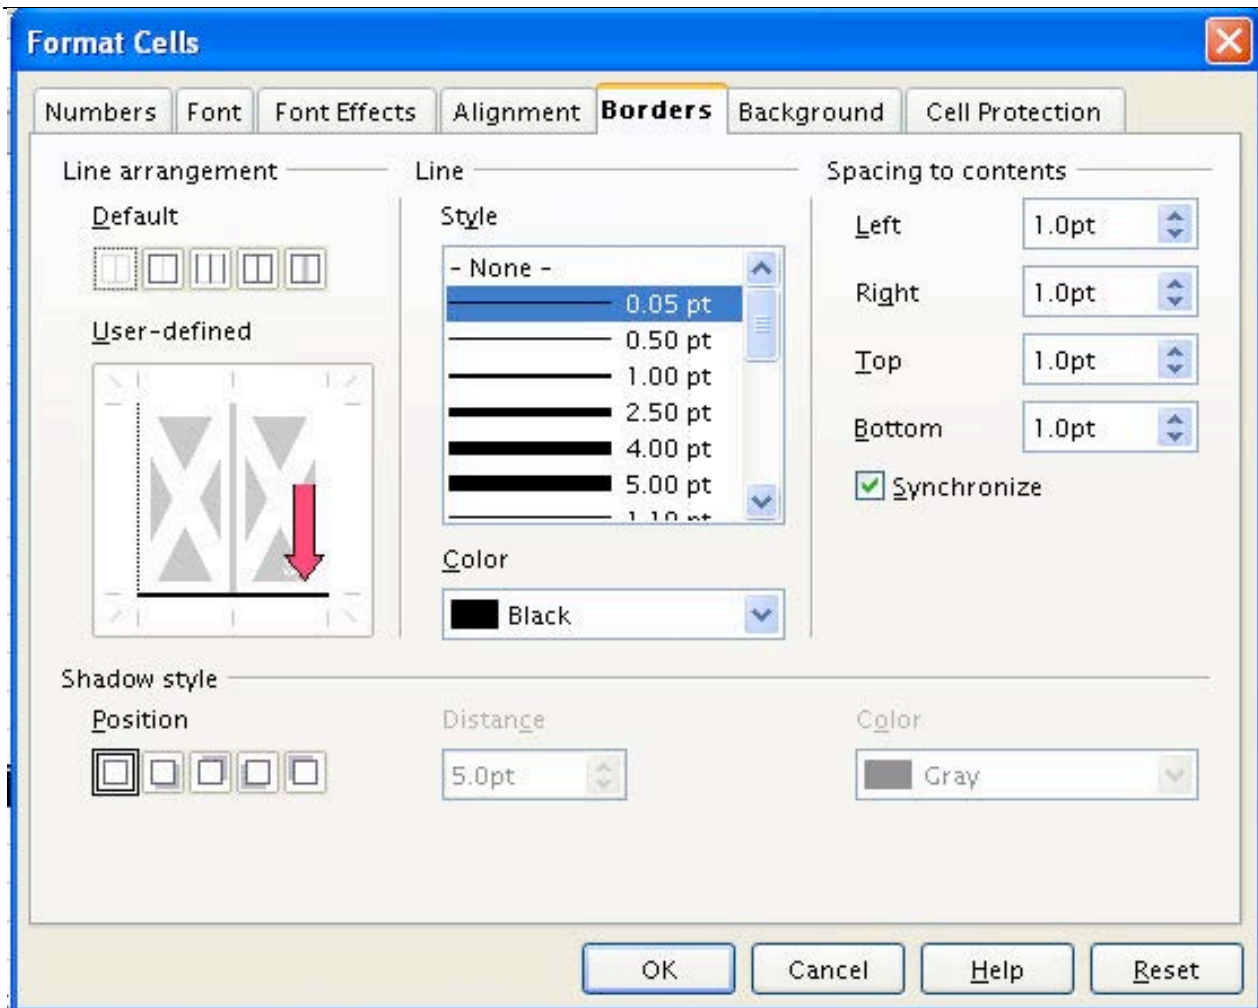 Format Cells
Numbers Font Font Effects Alignment Borders Background Cell Protection
Line arrangement
Default
User-defined
Line
Style
- None -
0.05 pt
0.50 pt
1.00 pt
2.50 pt
4.00 pt
5.00 pt
1.10 pt
Color
Black
Spacing to contents
Left 1.0pt
Right 1.0pt
Top 1.0pt
Bottom 1.0pt
Synchronize
Shadow style
Position
Distance
5.0pt
Color
Gray
OK Cancel Help Reset